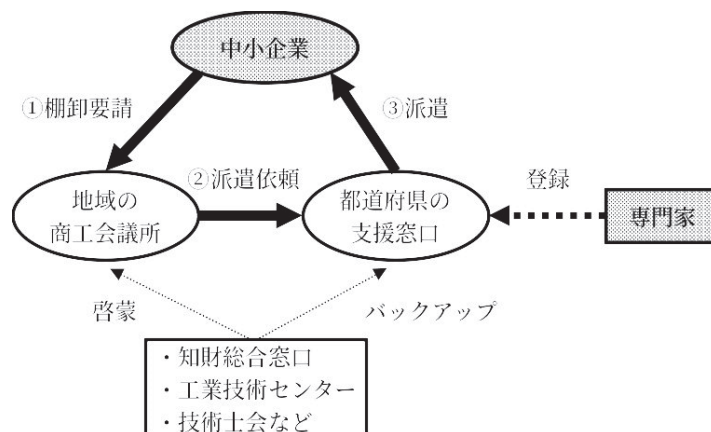 中小企業
①棚卸要請
③派遣
地域の
商工会議所
②派遣依頼
都道府県の
支援窓口
登録
専門家
啓蒙
バックアップ
・知財総合窓口
・工業技術センター
・技術士会など